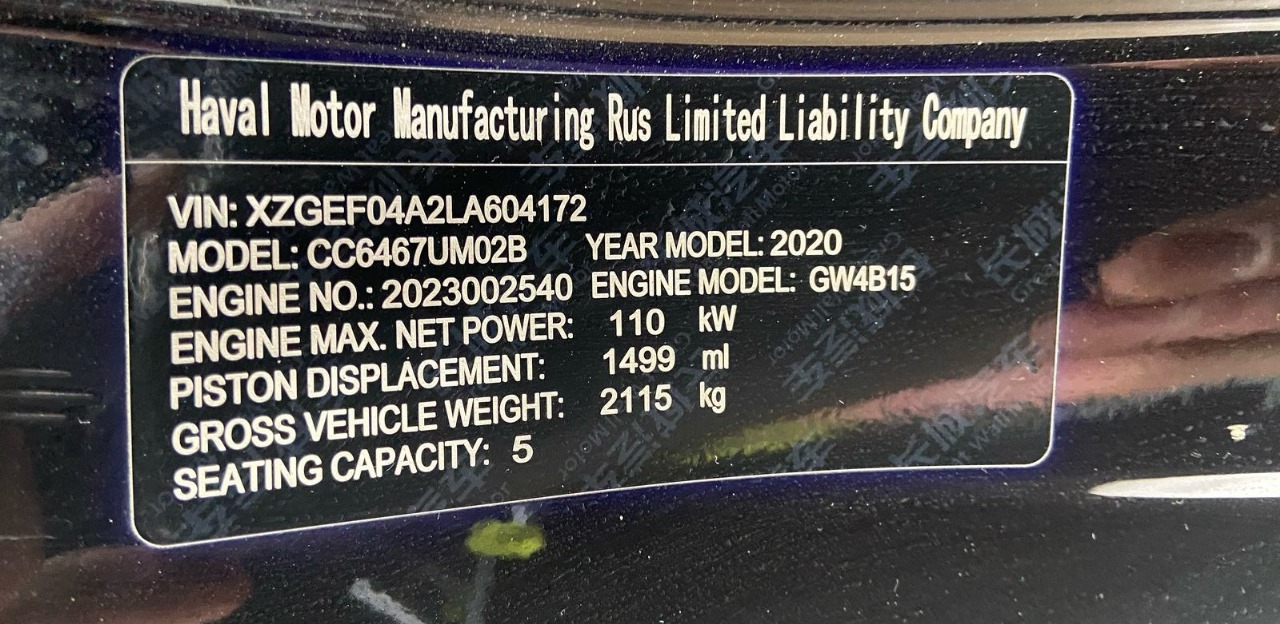 Haval Motor Manufacturing Rus Limited Liability Company
VIN: XZGEF04A2LA604172
MODEL: CC6467UM02B YEAR MODEL: 2020
ENGINE NO.: 2023002540 ENGINE MODEL: GW4B15
ENGINE MAX. NET POWER: 110 kW
PISTON DISPLACEMENT: 1499 ml
GROSS VEHICLE WEIGHT: 2115 kg
SEATING CAPACITY: 5